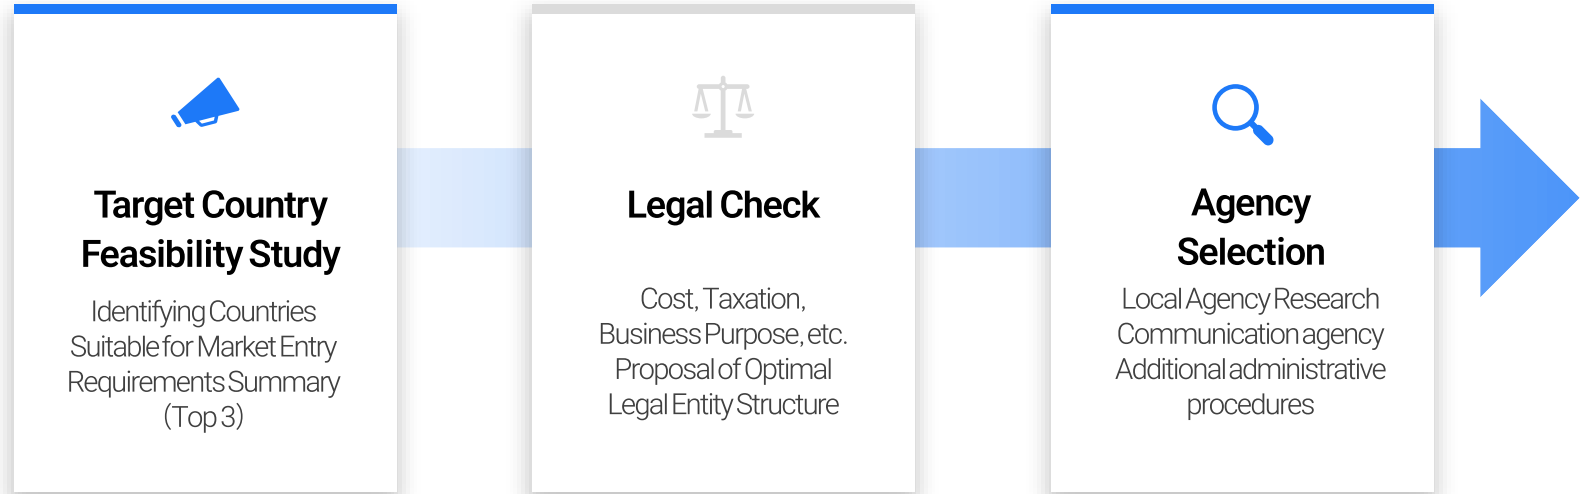 Target Country
Feasibility Study
Identifying Countries
Suitable for Market Entry
Requirements Summary
(Top 3)
Legal Check
Cost, Taxation,
Business Purpose, etc.
Proposal of Optimal
Legal Entity Structure
Agency
Selection
Local Agency Research
Communication agency
Additional administrative
procedures